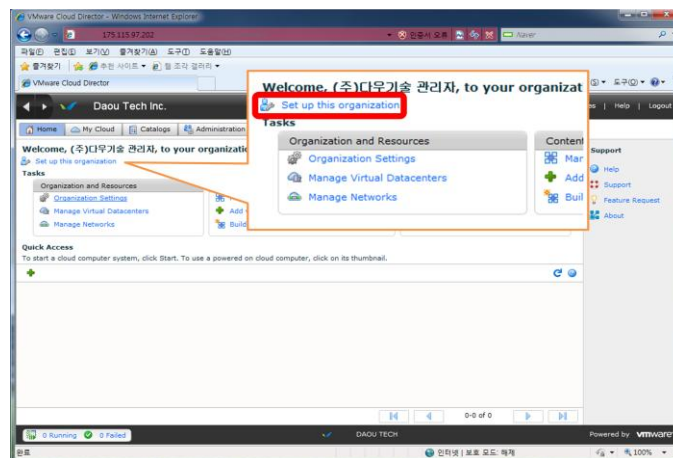 VMware Cloud Director - Windows Internet Explorer
175.115.97.202
인증서 오류
Naver
파일(F) 편집(E) 보기(V) 즐겨찾기(A) 도구(T) 도움말(H)
즐겨찾기 추천 사이트 웹 조각 갤러리
VMware Cloud Director
도구(O)
Daou Tech Inc.
Help | Logout
Home My Cloud Catalogs Administration
Welcome, (주)다우기술 관리자, to your organizat
Set up this organization
Tasks
Organization and Resources
Organization Settings
Manage Virtual Datacenters
Manage Networks
Content
Mar
Add
Buil
Welcome, (주)다우기술 관리자, to your organizatio
Set up this organization
Tasks
Organization and Resources
Organization Settings
Manage Virtual Datacenters
Manage Networks
Add
Build
Support
Help
Support
Feature Request
About
Quick Access
To start a cloud computer system, click Start. To use a powered on cloud computer, click on its thumbnail.
0-0 of 0
0 Running 0 Failed
DAOU TECH
Powered by vmware
완료
인터넷 | 보호 모드: 해제
100%